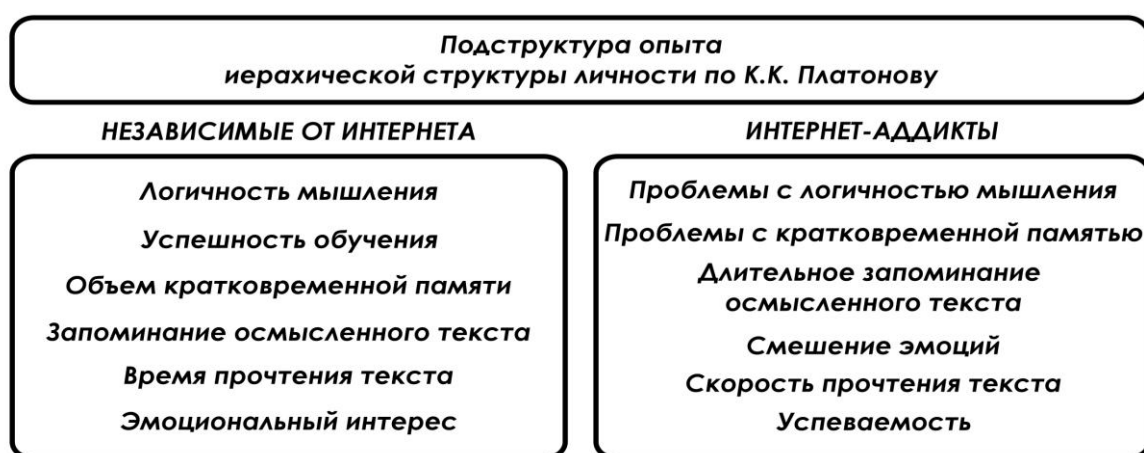 Подструктура опыта
иерахической структуры личности по К.К. Платонову
НЕЗАВИСИМЫЕ ОТ ИНТЕРНЕТА
Логичность мышления
Успешность обучения
Объем кратковременной памяти
Запоминание осмысленного текста
Время прочтения текста
Эмоциональный интерес
ИНТЕРНЕТ-АДДИКТЫ
Проблемы с логичностью мышления
Проблемы с кратковременной памятью
Длительное запоминание
осмысленного текста
Смешение эмоций
Скорость прочтения текста
Успеваемость